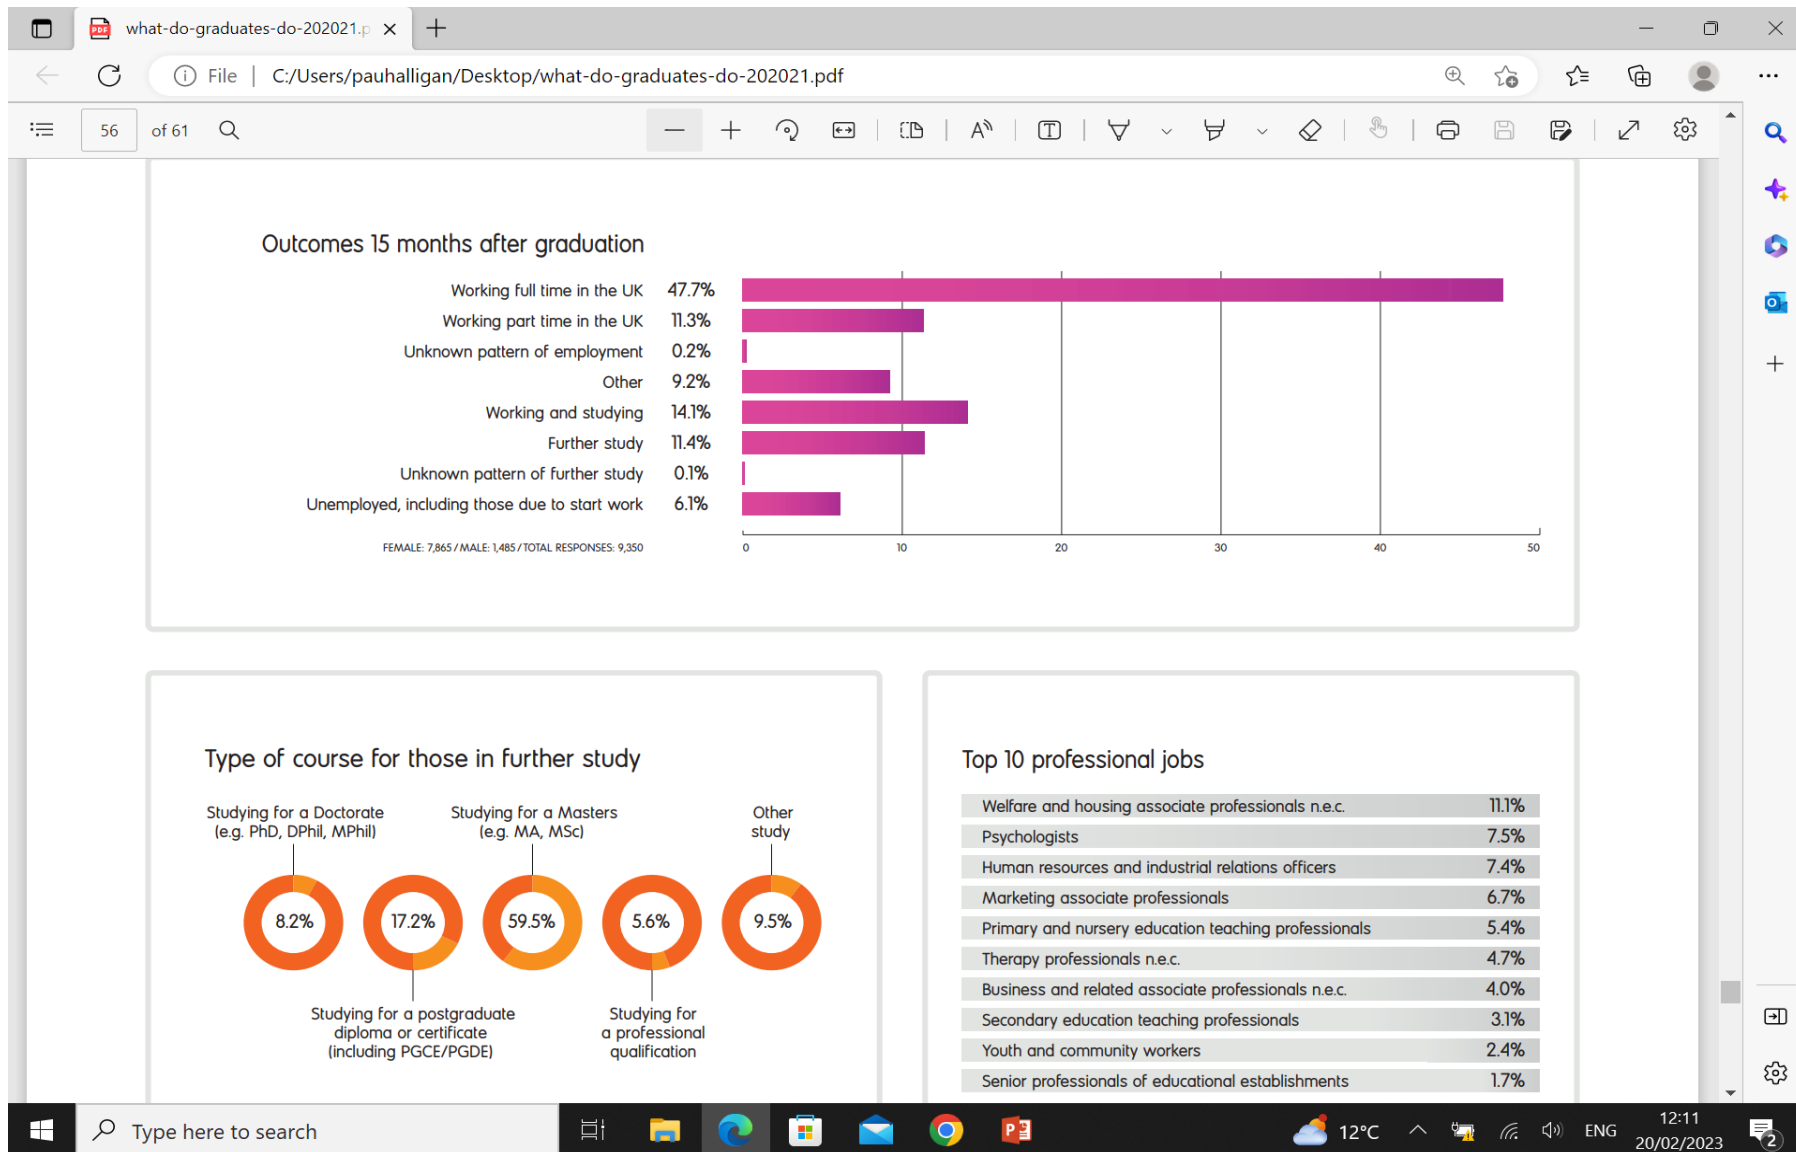 what-do-graduates-do-202021.p
File
C:/Users/pauhalligan/Desktop/what-do-graduates-do-202021.pdf
56
of 61
Outcomes 15 months after graduation
Working full time in the UK 47.7%
Working part time in the UK 11.3%
Unknown pattern of employment 0.2%
Other 9.2%
Working and studying 14.1%
Further study 11.4%
Unknown pattern of further study 0.1%
Unemployed, including those due to start work 6.1%
FEMALE: 7,865 / MALE: 1,485 / TOTAL RESPONSES: 9,350
0 10 20 30 40 50
Type of course for those in further study
Studying for a Doctorate
(e.g. PhD, DPhil, MPhil)
Studying for a Masters
(e.g. MA, MSc)
Other
study
8.2% 17.2% 59.5% 5.6% 9.5%
Studying for a postgraduate
diploma or certificate
(including PGCE/PGDE)
Studying for
a professional
qualification
Top 10 professional jobs
Welfare and housing associate professionals n.e.c. 11.1%
Psychologists 7.5%
Human resources and industrial relations officers 7.4%
Marketing associate professionals 6.7%
Primary and nursery education teaching professionals 5.4%
Therapy professionals n.e.c. 4.7%
Business and related associate professionals n.e.c. 4.0%
Secondary education teaching professionals 3.1%
Youth and community workers 2.4%
Senior professionals of educational establishments 1.7%
Type here to search
12°C
ENG
12:11
20/02/2023
2